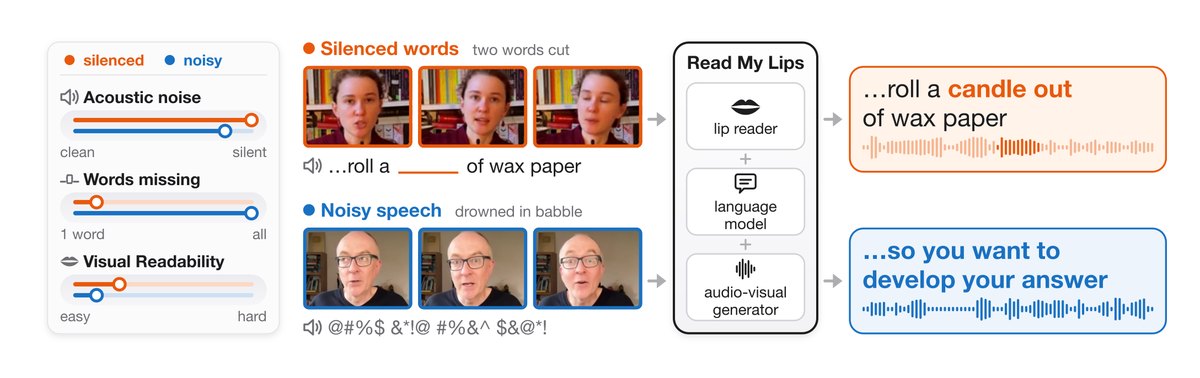 silenced noisy
Acoustic noise
clean silent
Words missing
1 word all
Visual Readability
easy hard
Silenced words two words cut
…roll a ______ of wax paper
Noisy speech drowned in babble
@#%$ &*!@ #%&^ $&@*!
Read My Lips
lip reader
+
language
model
+
audio-visual
generator
…roll a candle out
of wax paper
…so you want to
develop your answer